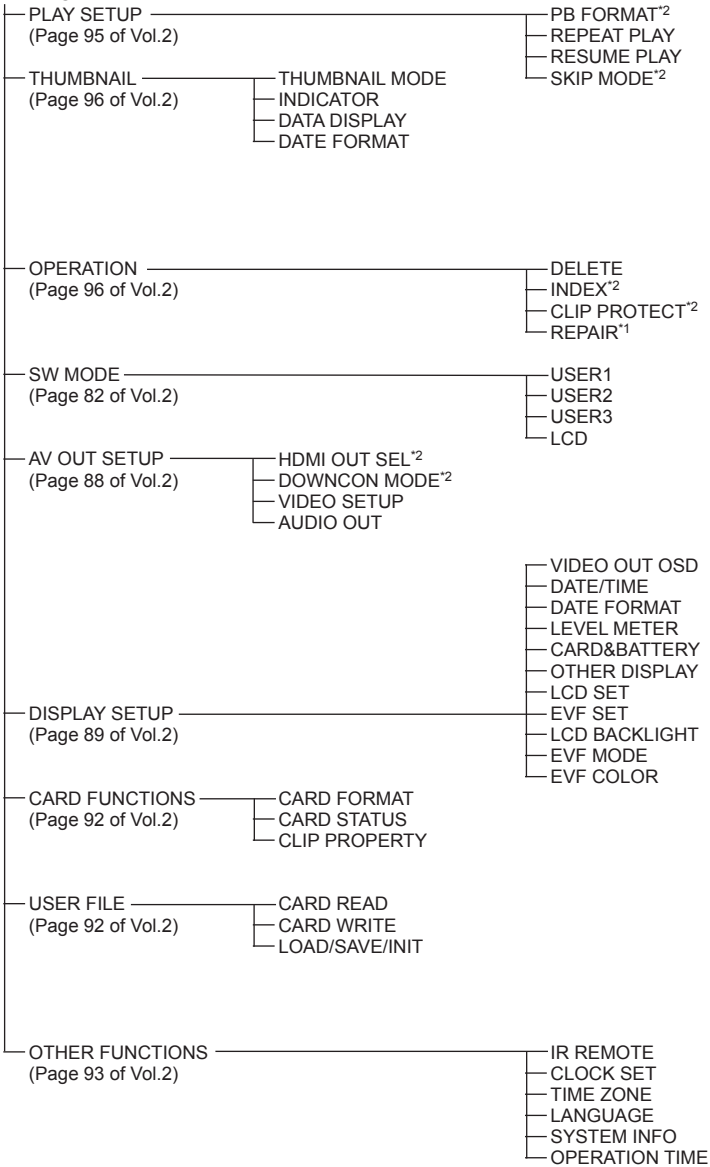 PLAY SETUP
(Page 95 of Vol.2)
PB FORMAT*2
REPEAT PLAY
RESUME PLAY
SKIP MODE*2
THUMBNAIL
(Page 96 of Vol.2)
THUMBNAIL MODE
INDICATOR
DATA DISPLAY
DATE FORMAT
OPERATION
(Page 96 of Vol.2)
DELETE
INDEX*2
CLIP PROTECT*2
REPAIR*1
SW MODE
(Page 82 of Vol.2)
USER1
USER2
USER3
LCD
AV OUT SETUP
(Page 88 of Vol.2)
HDMI OUT SEL*2
DOWNCON MODE*2
VIDEO SETUP
AUDIO OUT
DISPLAY SETUP
(Page 89 of Vol.2)
VIDEO OUT OSD
DATE/TIME
DATE FORMAT
LEVEL METER
CARD&BATTERY
OTHER DISPLAY
LCD SET
EVF SET
LCD BACKLIGHT
EVF MODE
EVF COLOR
CARD FUNCTIONS
(Page 92 of Vol.2)
CARD FORMAT
CARD STATUS
CLIP PROPERTY
USER FILE
(Page 92 of Vol.2)
CARD READ
CARD WRITE
LOAD/SAVE/INIT
OTHER FUNCTIONS
(Page 93 of Vol.2)
IR REMOTE
CLOCK SET
TIME ZONE
LANGUAGE
SYSTEM INFO
OPERATION TIME